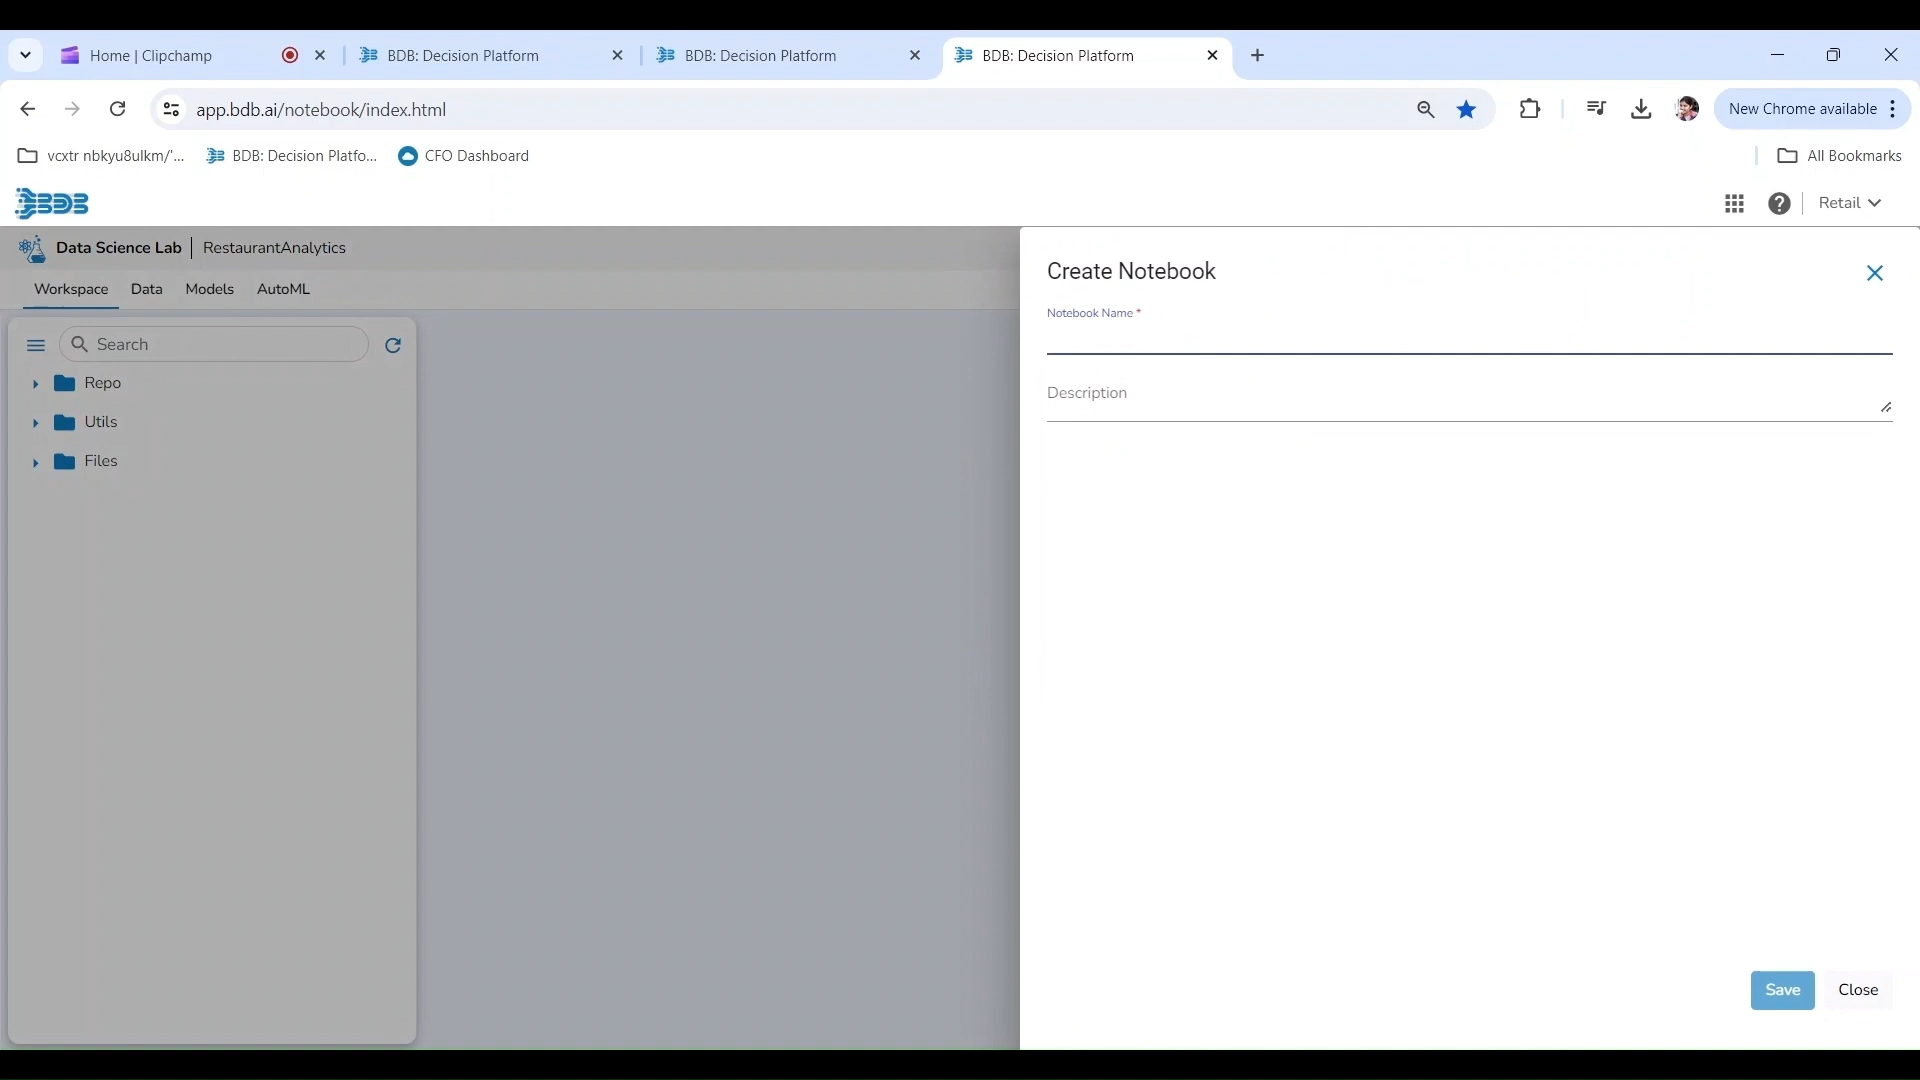 Home | Clipchamp
BDB: Decision Platform
BDB: Decision Platform
BDB: Decision Platform
app.bdb.ai/notebook/index.html
New Chrome available
vcxtr nbkyu8ulkm/'...
BDB: Decision Platfo...
CFO Dashboard
All Bookmarks
BDB
Retail
Data Science Lab
RestaurantAnalytics
Workspace
Data
Models
AutoML
Search
Repo
Utils
Files
Create Notebook
Notebook Name *
Description
Save
Close